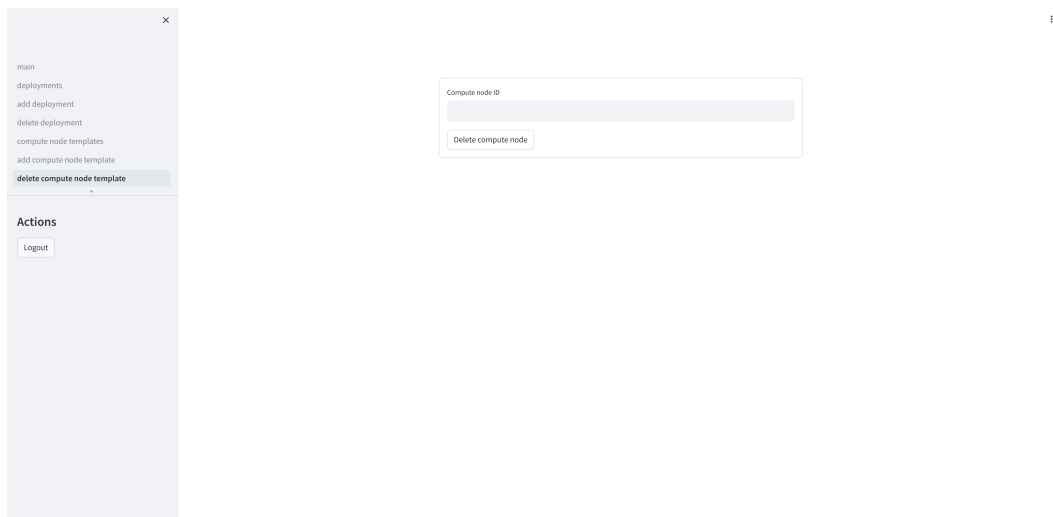 main
deployments
add deployment
delete deployment
compute node templates
add compute node template
delete compute node template
Actions
Logout
Compute node ID
Delete compute node